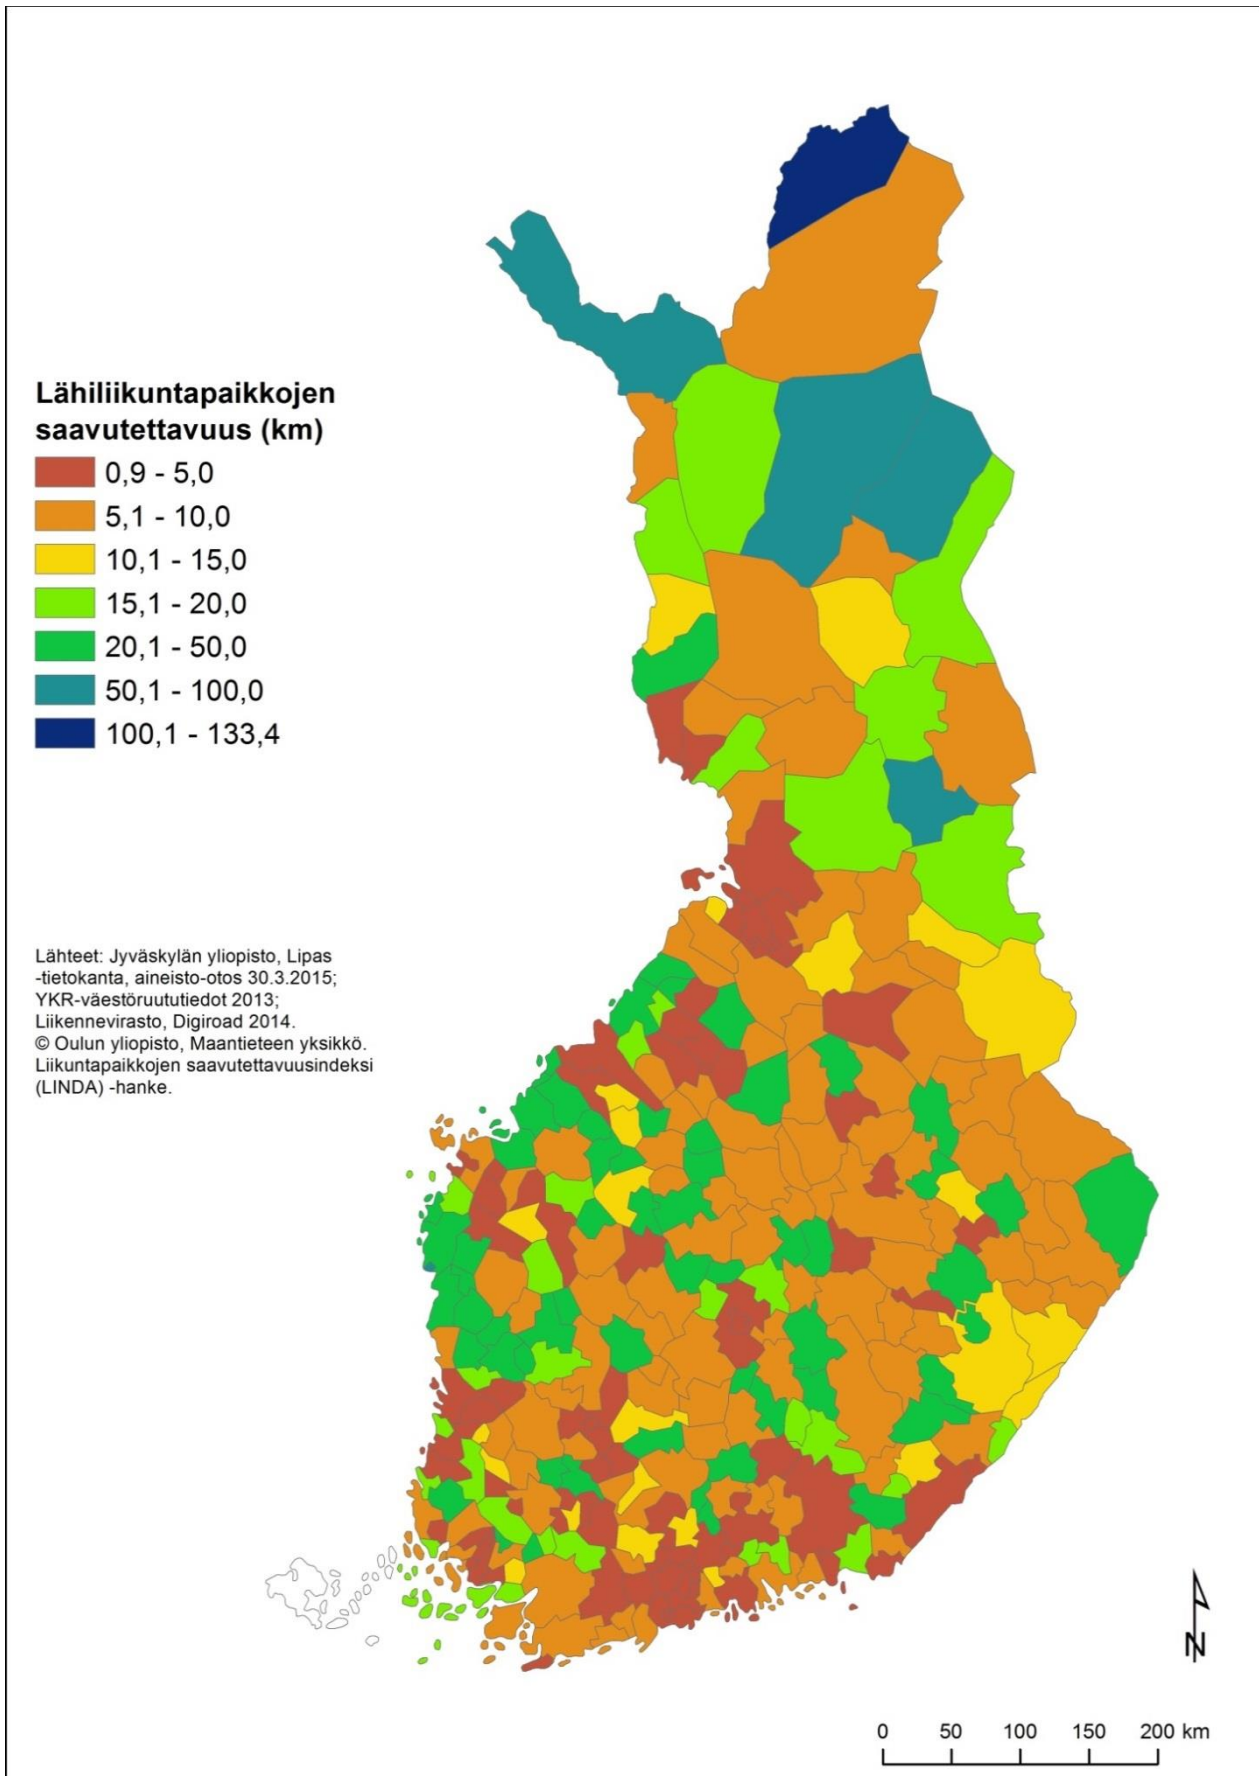 Lähiliikuntapaikkojen
saavutettavuus (km)
0,9 - 5,0
5,1 - 10,0
10,1 - 15,0
15,1 - 20,0
20,1 - 50,0
50,1 - 100,0
100,1 - 133,4
Lähteet: Jyväskylän yliopisto, Lipas
-tietokanta, aineisto-otos 30.3.2015;
YKR-väestöruututiedot 2013;
Liikennevirasto, Digiroad 2014.
© Oulun yliopisto, Maantieteen yksikkö.
Liikuntapaikkojen saavutettavuusindeksi
(LINDA) -hanke.
N
0 50 100 150 200 km